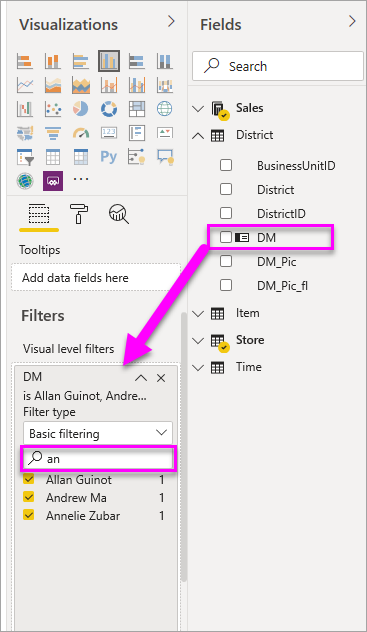 Visualizations
Py
123
R
Tooltips
Add data fields here
Filters
Visual level filters
DM
is Allan Guinot, Andre...
Filter type
Basic filtering
an
Allan Guinot 1
Andrew Ma 1
Annelie Zubar 1
Fields
Search
Sales
District
BusinessUnitID
District
DistrictID
DM
DM_Pic
DM_Pic_fl
Item
Store
Time